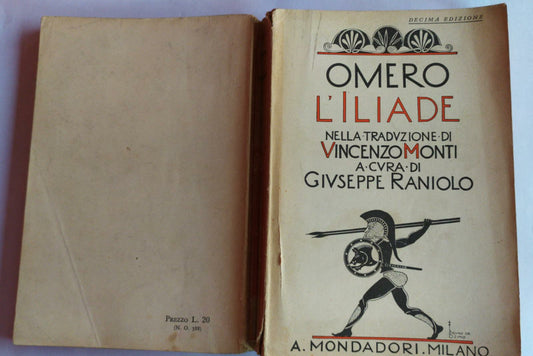 PREZZO L. 20
DECIMA EDIZIONE
OMERO
L'ILIADE
NELLA·TRADVZIONE·DI
VINCENZO MONTI
A·CVRA·DI
GIVSEPPE RANIOLO
A. MONDADORI. MILANO